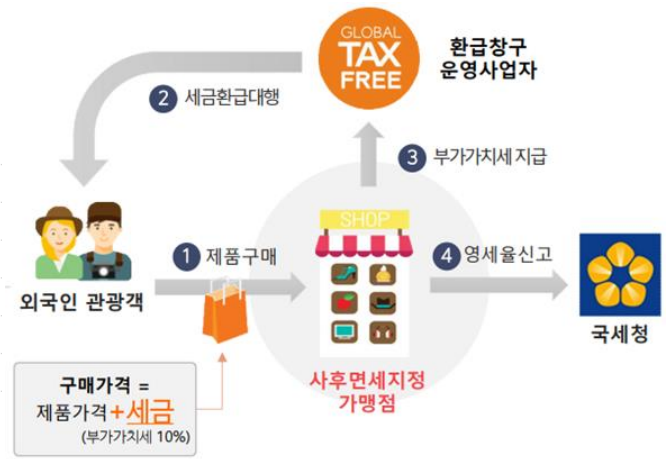 GLOBAL
TAX
FREE
환급창구
운영사업자
2 세금환급대행
3 부가가치세 지급
SHOP
1 제품구매
4 영세율신고
외국인 관광객
국세청
사후면세지정
가맹점
구매가격 =
제품가격+세금
(부가가치세 10%)